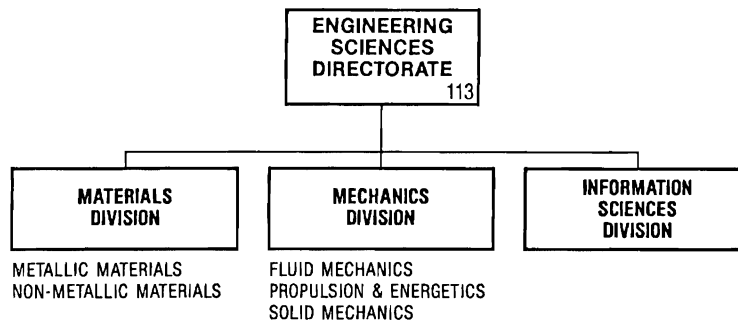 ENGINEERING
SCIENCES
DIRECTORATE
113
MATERIALS
DIVISION
MECHANICS
DIVISION
INFORMATION
SCIENCES
DIVISION
METALLIC MATERIALS
NON-METALLIC MATERIALS
FLUID MECHANICS
PROPULSION & ENERGETICS
SOLID MECHANICS